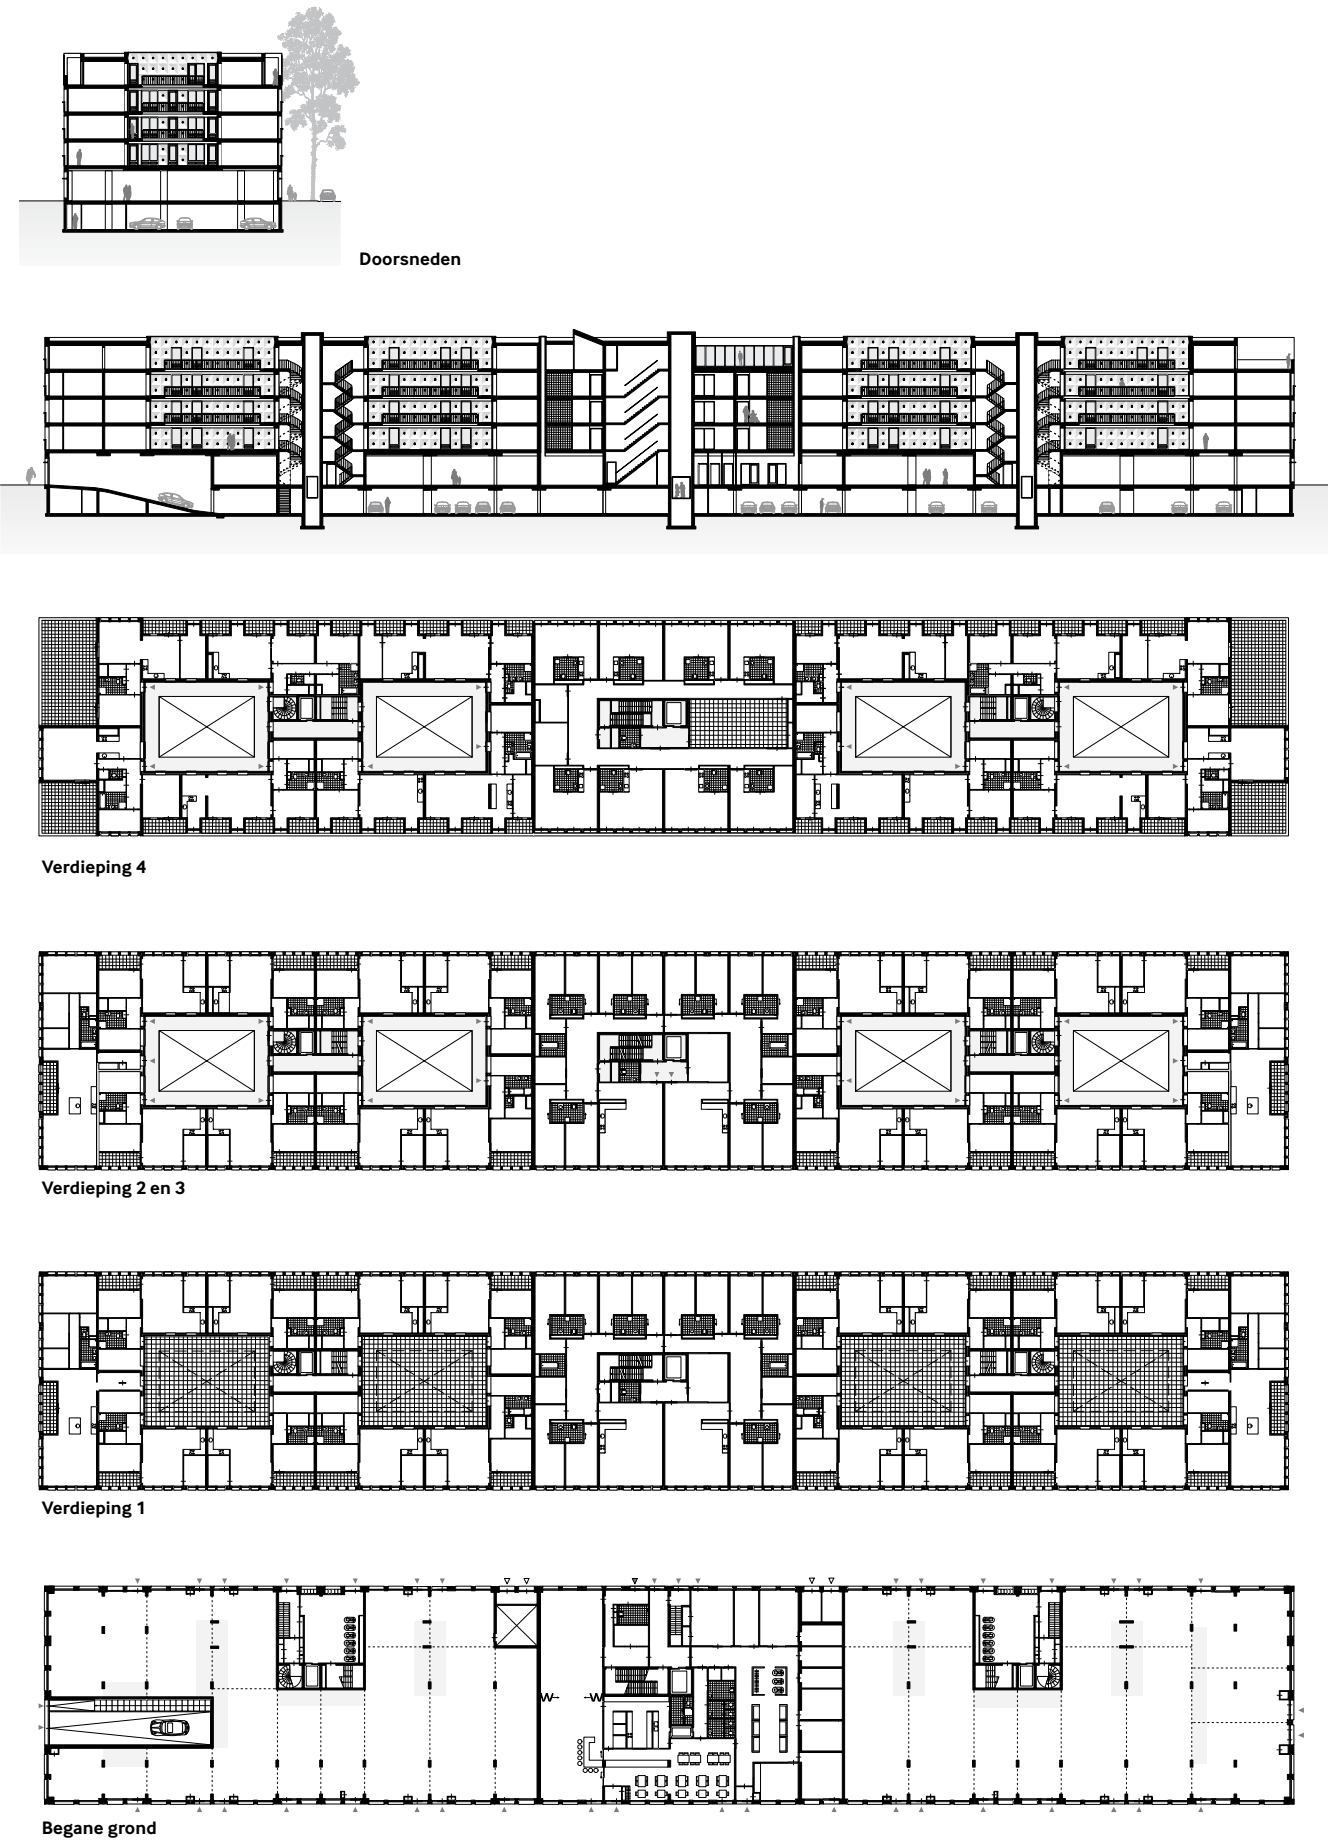 Doorsneden
Verdieping 4
Verdieping 2 en 3
Verdieping 1
Begane grond